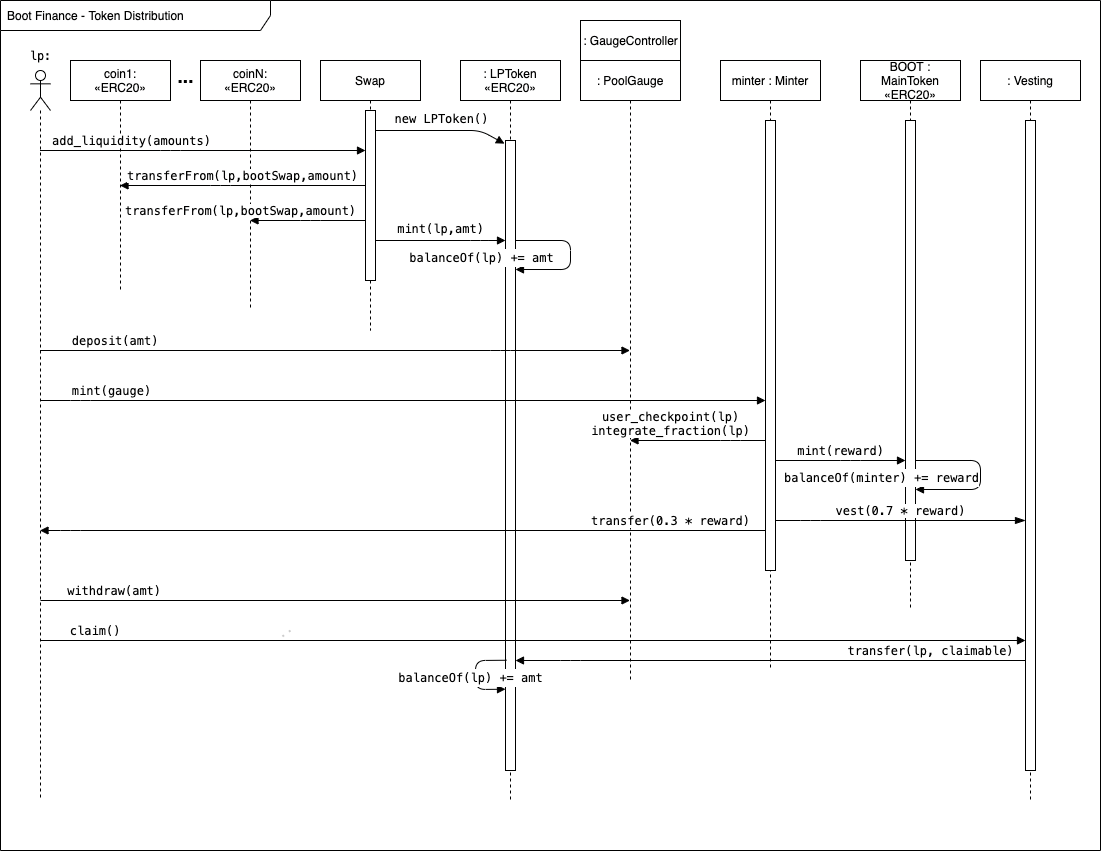 Boot Finance - Token Distribution
: GaugeController
lp:
coin1:
«ERC20»
...
coinN:
«ERC20»
Swap
: LPToken
«ERC20»
: PoolGauge
minter : Minter
BOOT :
MainToken
«ERC20»
: Vesting
new LPToken()
add_liquidity(amounts)
transferFrom(lp,bootSwap,amount)
transferFrom(lp,bootSwap,amount)
mint(lp,amt)
balanceOf(lp) += amt
deposit(amt)
mint(gauge)
user_checkpoint(lp)
integrate_fraction(lp)
mint(reward)
balanceOf(minter) += reward
vest(0.7 * reward)
transfer(0.3 * reward)
withdraw(amt)
claim()
transfer(lp, claimable)
balanceOf(lp) += amt